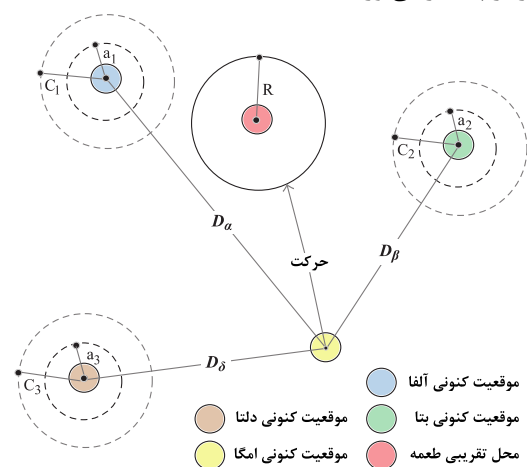 a₁
C₁
R
a₂
C₂
Dα
Dβ
حرکت
a₃
C₃
Dδ
موقعیت کنونی آلفا
موقعیت کنونی دلتا
موقعیت کنونی بتا
موقعیت کنونی امگا
محل تقریبی طعمه